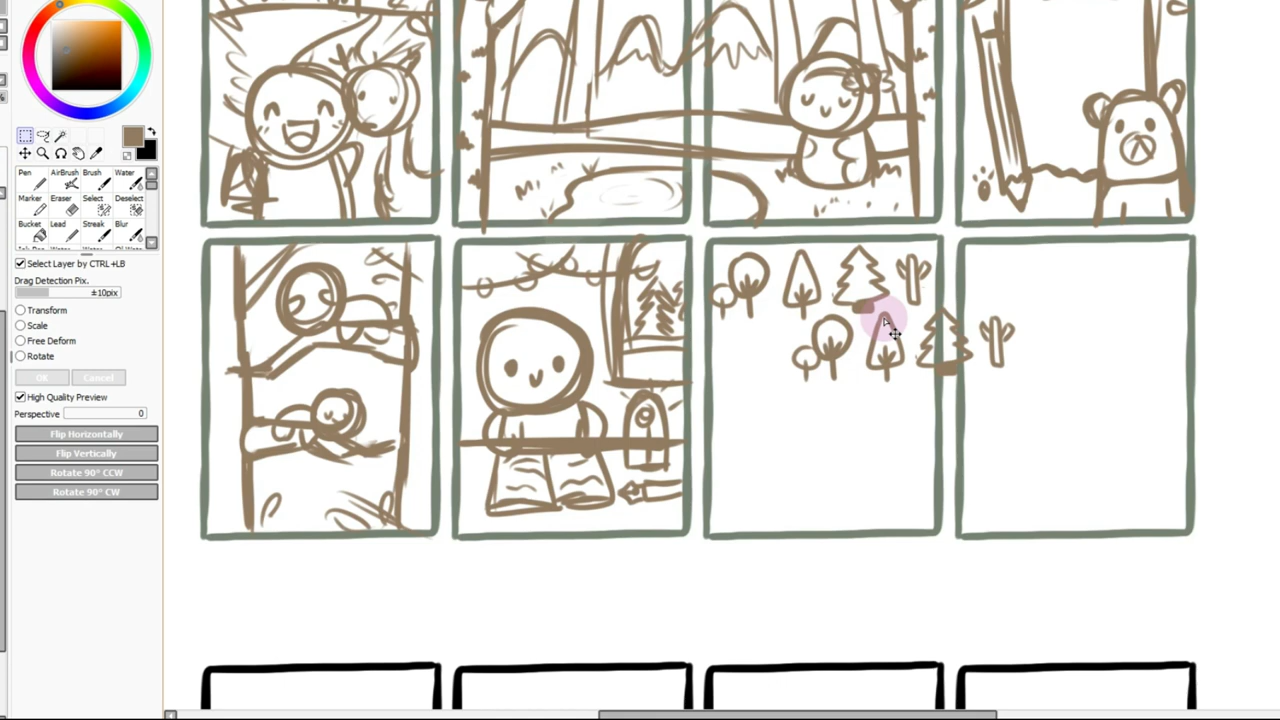 Pen AirBrush Brush Water
Marker Eraser Select Deselect
Bucket Lead Streak Blur
Select Layer by CTRL+LB
Drag Detection Pix.
±10pix
Transform
Scale
Free Deform
Rotate
OK Cancel
High Quality Preview
Perspective 0
Flip Horizontally
Flip Vertically
Rotate 90° CCW
Rotate 90° CW